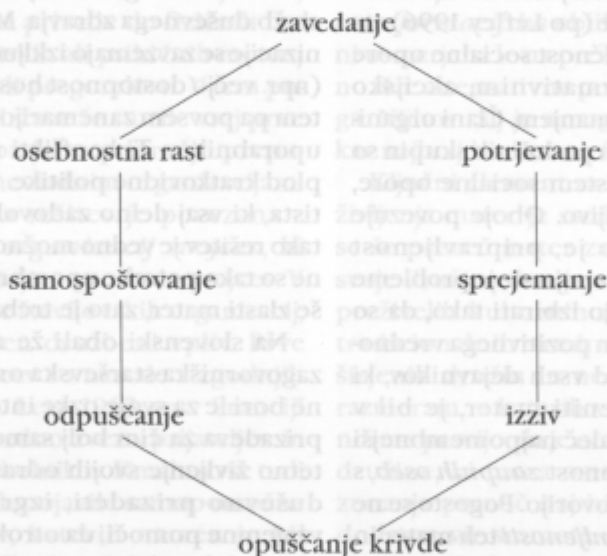 zavedanje
osebnostna rast potrjevanje
samospoštovanje sprejemanje
odpuščanje izziv
opuščanje krivde